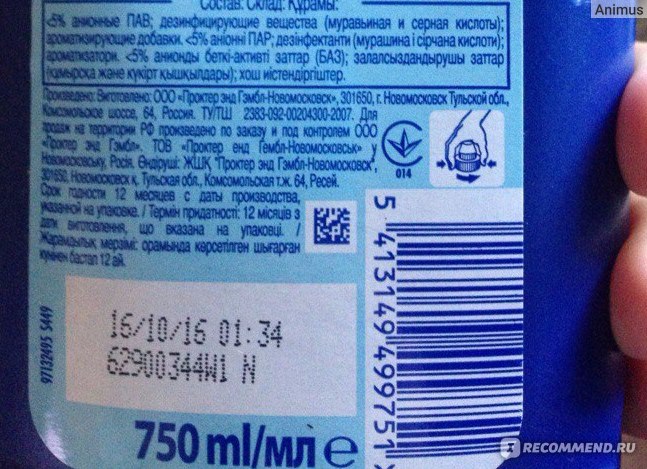 Animus
Состав. Склад. Құрамы:
<5% анионные ПАВ; дезинфицирующие вещества (муравьиная и серная кислоты);
ароматизирующие добавки. <5% аніонні ПАР; дезінфектанти (мурашина і сірчана кислоти);
ароматизатори. <5% анионды беткі-активті заттар (БАЗ); залалсыздандырушы заттар
(құмырсқа және күкірт қышқылдары); хош иістендіргіштер.
Произведено: Виготовлено: ООО «Проктер энд Гэмбл-Новомосковск», 301650, г. Новомосковск Тульской обл.,
Комсомольское шоссе, 64, Россия. ТУ/ТШ 2383-092-00204300-2007. Для
продаж на территории РФ произведено по заказу и под контролем ООО
«Проктер энд Гэмбл». ТОВ «Проктер енд Гембл-Новомосковськ» у
Новомосковську, Росія. Өндіруші: ЖШҚ "Проктер энд Гэмбл-Новомосковск",
301650, Новомосковск қ., Тульская обл., Комсомольская т.ж. 64, Ресей.
Срок годности 12 месяцев с даты производства,
указанной на упаковке. / Термін придатності: 12 місяців з
дати виготовлення, що вказана на упаковці. /
Жарамдылық мерзімі: орамында көрсетілген шығарған
күннен бастап 12 ай.
014
16/10/16 01:34
62900344W1 N
97132495 S449
5 413149 499751
750 ml/мл e
RECOMMEND.RU